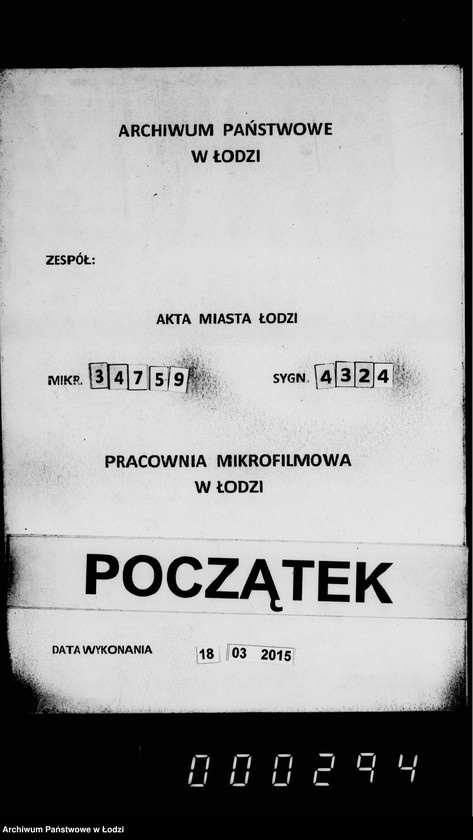 ARCHIWUM PAŃSTWOWE
W ŁODZI
ZESPÓŁ:
AKTA MIASTA ŁODZI
MIKR. 34759 SYGN. 4324
PRACOWNIA MIKROFILMOWA
W ŁODZI
POCZĄTEK
DATA WYKONANIA 18 03 2015
000294
Archiwum Państwowe w Łodzi